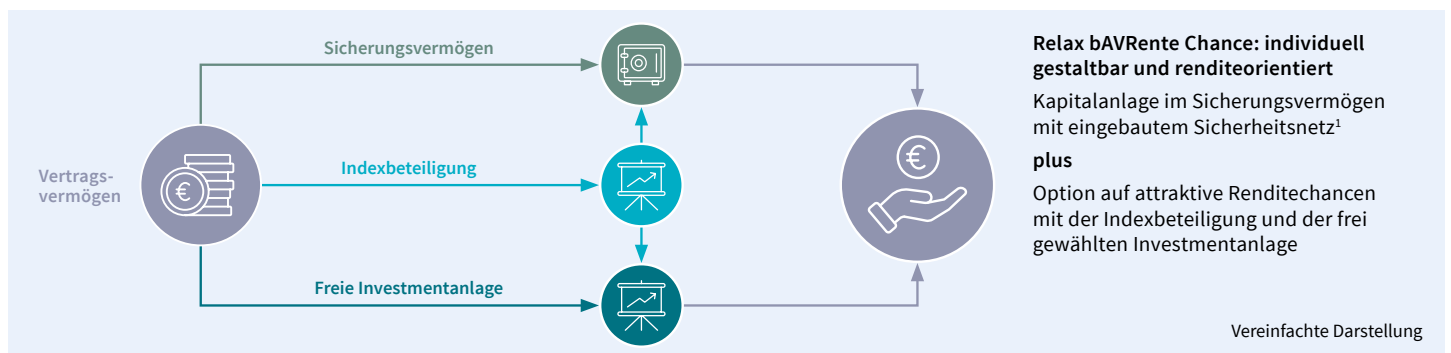 Sicherungsvermögen
Indexbeteiligung
Vertrags-
vermögen
Freie Investmentanlage
Relax bAVRente Chance: individuell
gestaltbar und renditeorientiert
Kapitalanlage im Sicherungsvermögen
mit eingebautem Sicherheitsnetz¹
plus
Option auf attraktive Renditechancen
mit der Indexbeteiligung und der frei
gewählten Investmentanlage
Vereinfachte Darstellung